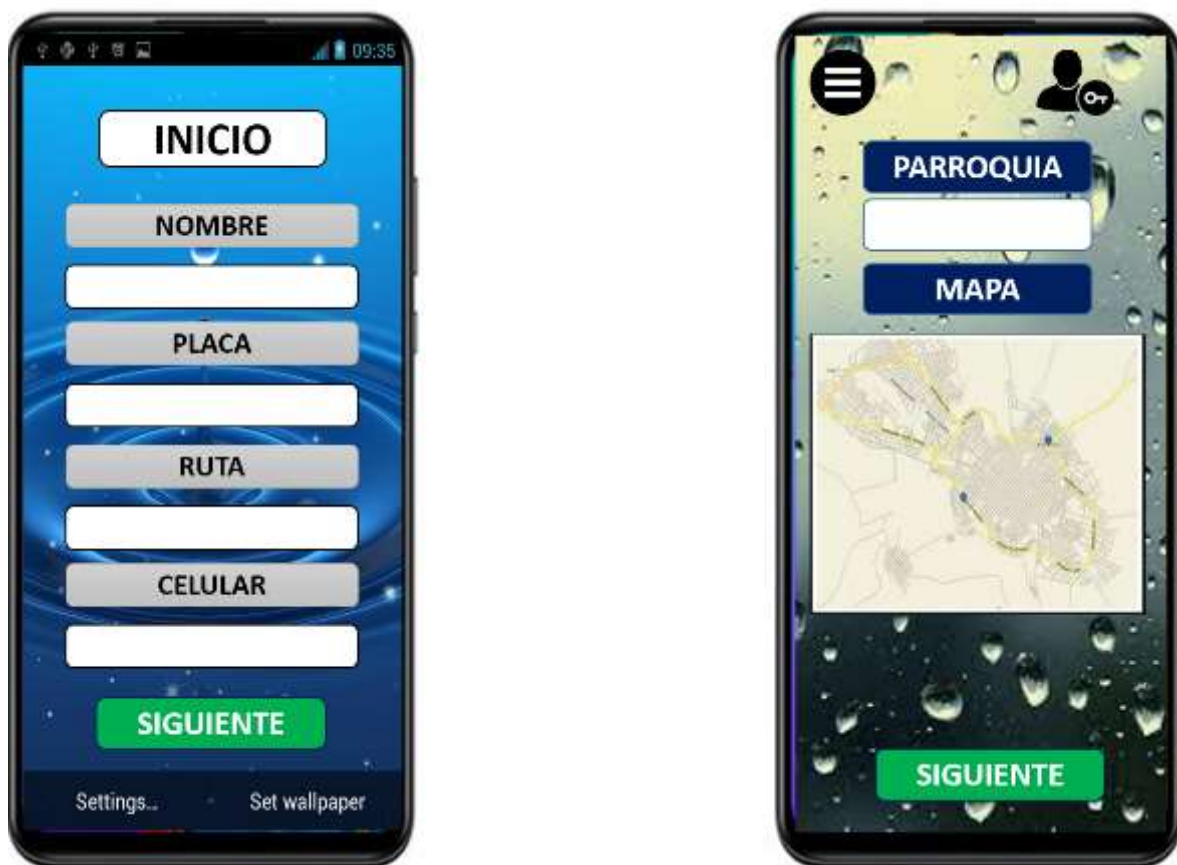 09:35
INICIO
NOMBRE
PLACA
RUTA
CELULAR
SIGUIENTE
Settings...
Set wallpaper
PARROQUIA
MAPA
SIGUIENTE